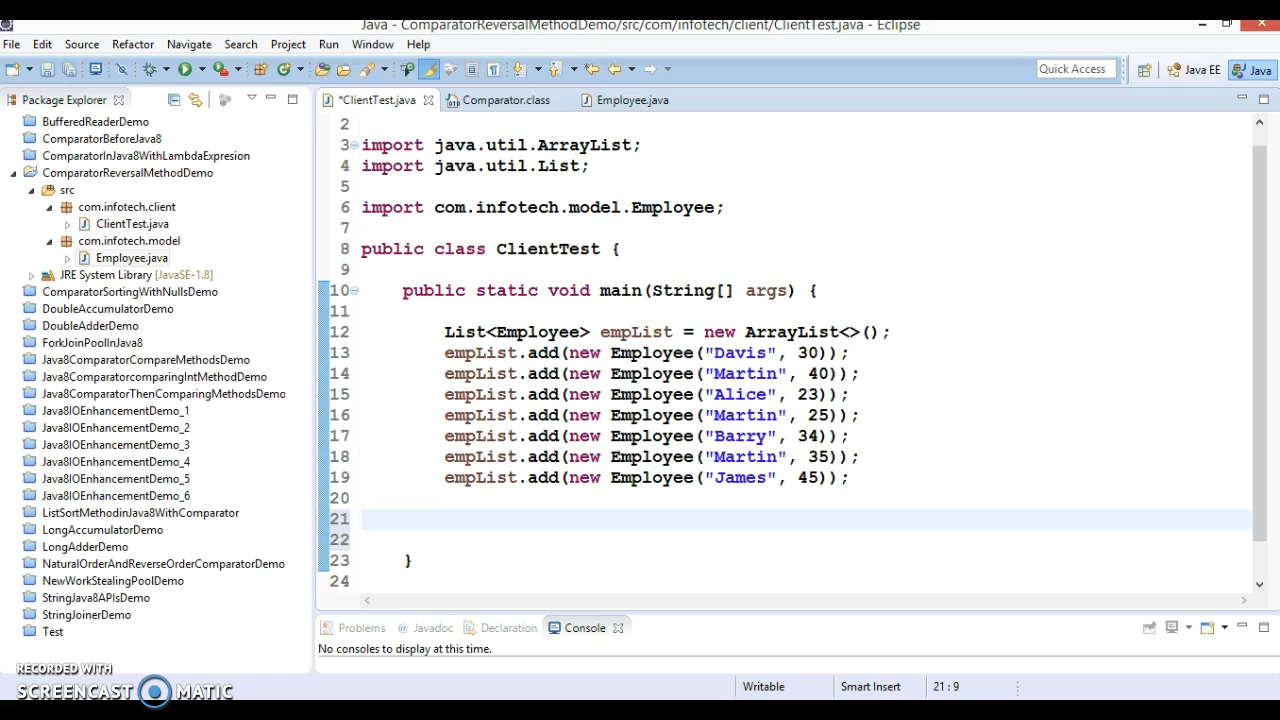 Java - ComparatorReversalMethodDemo/src/com/infotech/client/ClientTest.java - Eclipse
File Edit Source Refactor Navigate Search Project Run Window Help
Quick Access Java EE Java
Package Explorer
BufferedReaderDemo
ComparatorBeforeJava8
ComparatorInJava8WithLambdaExpresion
ComparatorReversalMethodDemo
src
com.infotech.client
ClientTest.java
com.infotech.model
Employee.java
JRE System Library [JavaSE-1.8]
ComparatorSortingWithNullsDemo
DoubleAccumulatorDemo
DoubleAdderDemo
ForkJoinPoolInJava8
Java8ComparatorCompareMethodsDemo
Java8ComparatorcomparingIntMethodDemo
Java8ComparatorThenComparingMethodsDemo
Java8IOEnhancementDemo_1
Java8IOEnhancementDemo_2
Java8IOEnhancementDemo_3
Java8IOEnhancementDemo_4
Java8IOEnhancementDemo_5
Java8IOEnhancementDemo_6
ListSortMethodinJava8WithComparator
LongAccumulatorDemo
LongAdderDemo
NaturalOrderAndReverseOrderComparatorDemo
NewWorkStealingPoolDemo
StringJava8APIsDemo
StringJoinerDemo
Test
*ClientTest.java Comparator.class Employee.java
2
3 import java.util.ArrayList;
4 import java.util.List;
5
6 import com.infotech.model.Employee;
7
8 public class ClientTest {
9
10 public static void main(String[] args) {
11
12 List<Employee> empList = new ArrayList<>();
13 empList.add(new Employee("Davis", 30));
14 empList.add(new Employee("Martin", 40));
15 empList.add(new Employee("Alice", 23));
16 empList.add(new Employee("Martin", 25));
17 empList.add(new Employee("Barry", 34));
18 empList.add(new Employee("Martin", 35));
19 empList.add(new Employee("James", 45));
20
21
22
23 }
24
Problems Javadoc Declaration Console
No consoles to display at this time.
Writable Smart Insert 21 : 9
RECORDED WITH
SCREENCAST MATIC